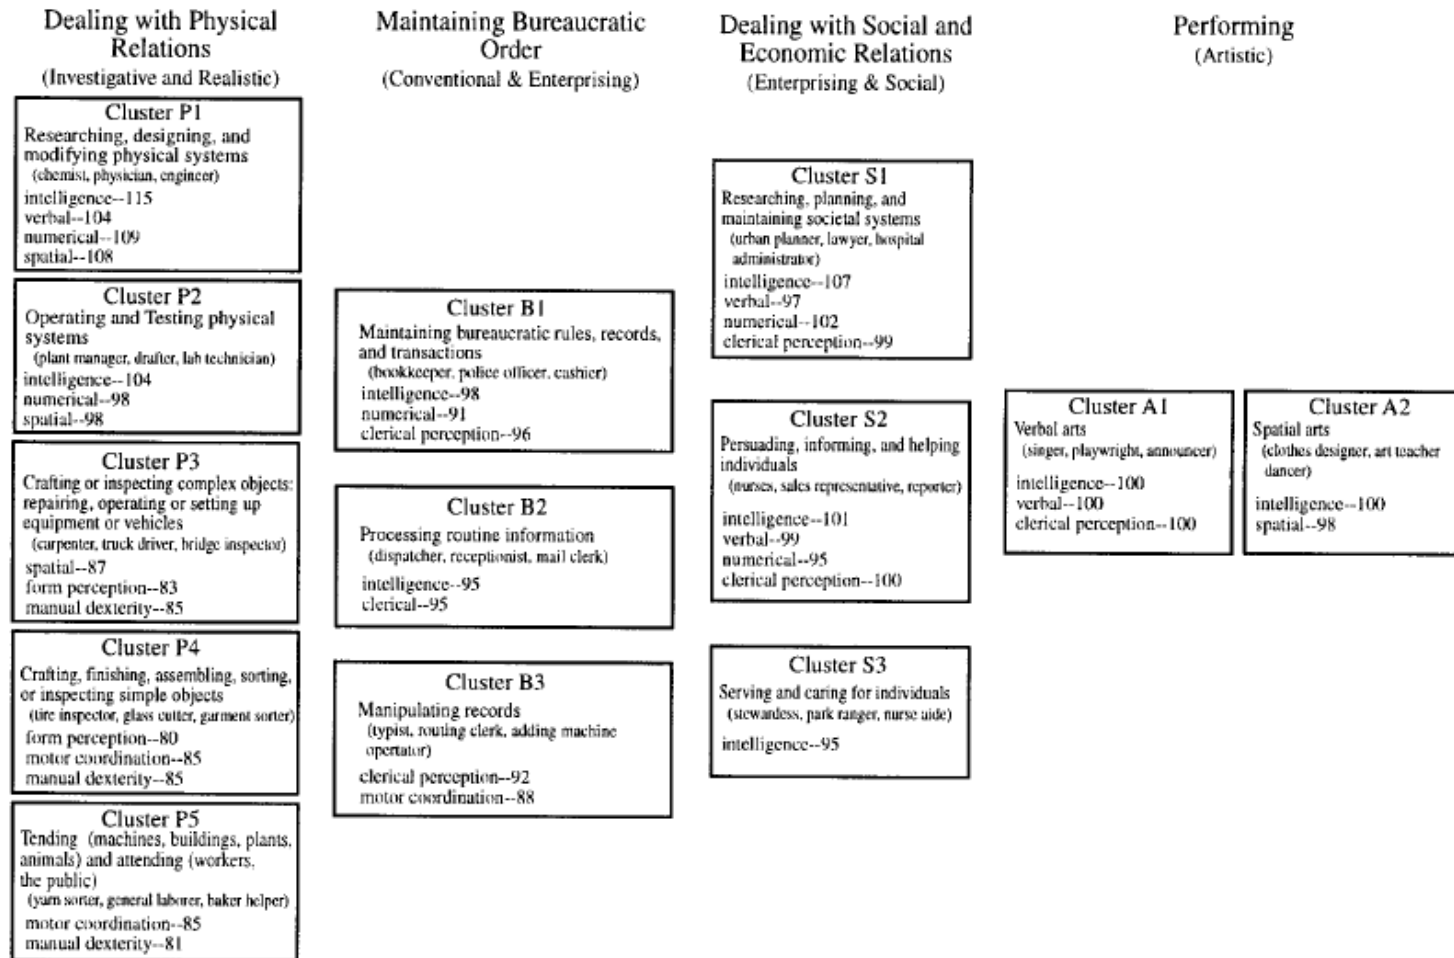 Dealing with Physical
Relations
(Investigative and Realistic)
Cluster P1
Researching, designing, and
modifying physical systems
(chemist, physician, engineer)
intelligence--115
verbal--104
numerical--109
spatial--108
Cluster P2
Operating and Testing physical
systems
(plant manager, drafter, lab technician)
intelligence--104
numerical--98
spatial--98
Cluster P3
Crafting or inspecting complex objects:
repairing, operating or setting up
equipment or vehicles
(carpenter, truck driver, bridge inspector)
spatial--87
form perception--83
manual dexterity--85
Cluster P4
Crafting, finishing, assembling, sorting,
or inspecting simple objects
(tire inspector, glass cutter, garment sorter)
form perception--80
motor coordination--85
manual dexterity--85
Cluster P5
Tending (machines, buildings, plants,
animals) and attending (workers,
the public)
(yarn sorter, general laborer, baker helper)
motor coordination--85
manual dexterity--81
Maintaining Bureaucratic
Order
(Conventional & Enterprising)
Cluster B1
Maintaining bureaucratic rules, records,
and transactions
(bookkeeper, police officer, cashier)
intelligence--98
numerical--91
clerical perception--96
Cluster B2
Processing routine information
(dispatcher, receptionist, mail clerk)
intelligence--95
clerical--95
Cluster B3
Manipulating records
(typist, routing clerk, adding machine
opertator)
clerical perception--92
motor coordination--88
Dealing with Social and
Economic Relations
(Enterprising & Social)
Cluster S1
Researching, planning, and
maintaining societal systems
(urban planner, lawyer, hospital
administrator)
intelligence--107
verbal--97
numerical--102
clerical perception--99
Cluster S2
Persuading, informing, and helping
individuals
(nurses, sales representative, reporter)
intelligence--101
verbal--99
numerical--95
clerical perception--100
Cluster S3
Serving and caring for individuals
(stewardess, park ranger, nurse aide)
intelligence--95
Performing
(Artistic)
Cluster A1
Verbal arts
(singer, playwright, announcer)
intelligence--100
verbal--100
clerical perception--100
Cluster A2
Spatial arts
(clothes designer, art teacher
dancer)
intelligence--100
spatial--98